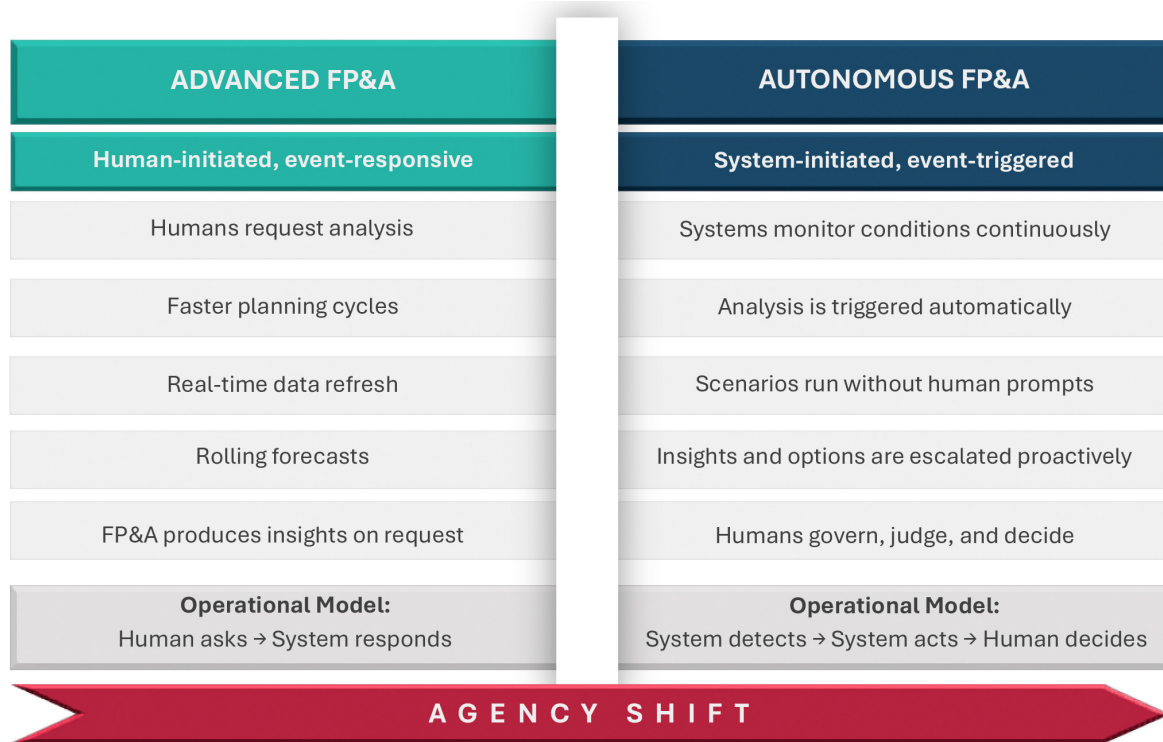 ADVANCED FP&A
Human-initiated, event-responsive
Humans request analysis
Faster planning cycles
Real-time data refresh
Rolling forecasts
FP&A produces insights on request
Operational Model:
Human asks → System responds
AUTONOMOUS FP&A
System-initiated, event-triggered
Systems monitor conditions continuously
Analysis is triggered automatically
Scenarios run without human prompts
Insights and options are escalated proactively
Humans govern, judge, and decide
Operational Model:
System detects → System acts → Human decides
AGENCY SHIFT